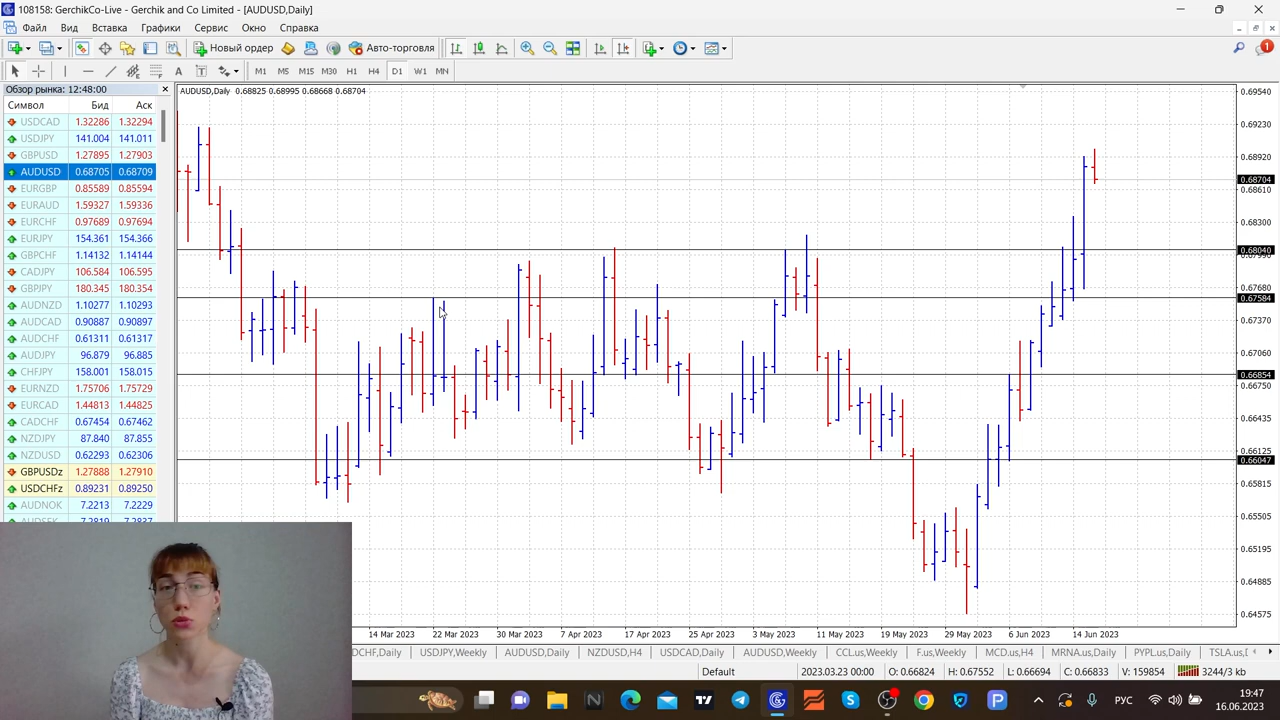 108158: GerchikCo-Live - Gerchik and Co Limited - [AUDUSD,Daily]
Файл Вид Вставка Графики Сервис Окно Справка
Новый ордер Авто-торговля 1
A T M1 M5 M15 M30 H1 H4 D1 W1 MN
Обзор рынка: 12:48:00
Символ Бид Аск
USDCAD 1.32286 1.32294
USDJPY 141.004 141.011
GBPUSD 1.27895 1.27903
AUDUSD 0.68705 0.68709
EURGBP 0.85589 0.85594
EURAUD 1.59327 1.59336
EURCHF 0.97689 0.97694
EURJPY 154.361 154.366
GBPCHF 1.14132 1.14144
CADJPY 106.584 106.595
GBPJPY 180.345 180.354
AUDNZD 1.10277 1.10293
AUDCAD 0.90887 0.90897
AUDCHF 0.61311 0.61317
AUDJPY 96.879 96.885
CHFJPY 158.001 158.015
EURNZD 1.75706 1.75729
EURCAD 1.44813 1.44825
CADCHF 0.67454 0.67462
NZDJPY 87.840 87.855
NZDUSD 0.62293 0.62306
GBPUSDz 1.27888 1.27910
USDCHFz 0.89231 0.89250
AUDNOK 7.2213 7.2229
AUDUSD,Daily 0.68825 0.68995 0.68668 0.68704
0.69540
0.69230
0.68920
0.68704
0.68610
0.68300
0.68040
0.67990
0.67680
0.67584
0.67370
0.67060
0.66854
0.66750
0.66435
0.66125
0.66047
0.65815
0.65505
0.65195
0.64885
0.64575
14 Mar 2023 22 Mar 2023 30 Mar 2023 7 Apr 2023 17 Apr 2023 25 Apr 2023 3 May 2023 11 May 2023 19 May 2023 29 May 2023 6 Jun 2023 14 Jun 2023
DCHF,Daily USDJPY,Weekly AUDUSD,Daily NZDUSD,H4 USDCAD,Daily AUDUSD,Weekly CCL.us,Weekly F.us,Weekly MCD.us,H4 MRNA.us,Daily PYPL.us,Daily TSLA.us,D
Default 2023.03.23 00:00 O: 0.66824 H: 0.67552 L: 0.66694 C: 0.66833 V: 159854 3244/3 kb
РУС 19:47
16.06.2023